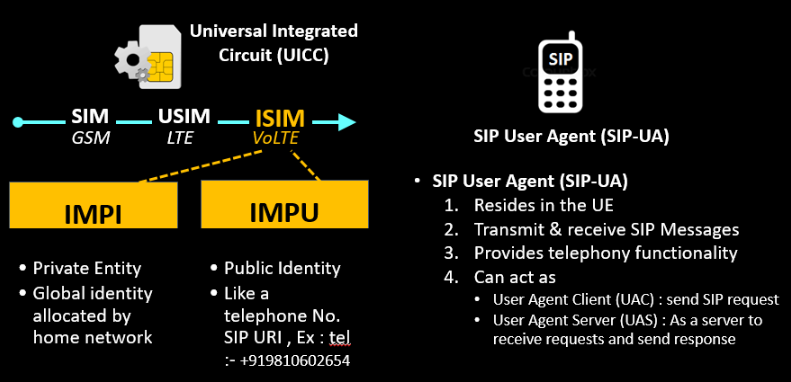 Universal Integrated
Circuit (UICC)
SIM
GSM
USIM
LTE
ISIM
VoLTE
IMPI
IMPU
• Private Entity
• Global identity
allocated by
home network
• Public Identity
• Like a
telephone No.
SIP URI , Ex : tel
:- +919810602654
SIP
SIP User Agent (SIP-UA)
• SIP User Agent (SIP-UA)
1. Resides in the UE
2. Transmit & receive SIP Messages
3. Provides telephony functionality
4. Can act as
• User Agent Client (UAC) : send SIP request
• User Agent Server (UAS) : As a server to
receive requests and send response